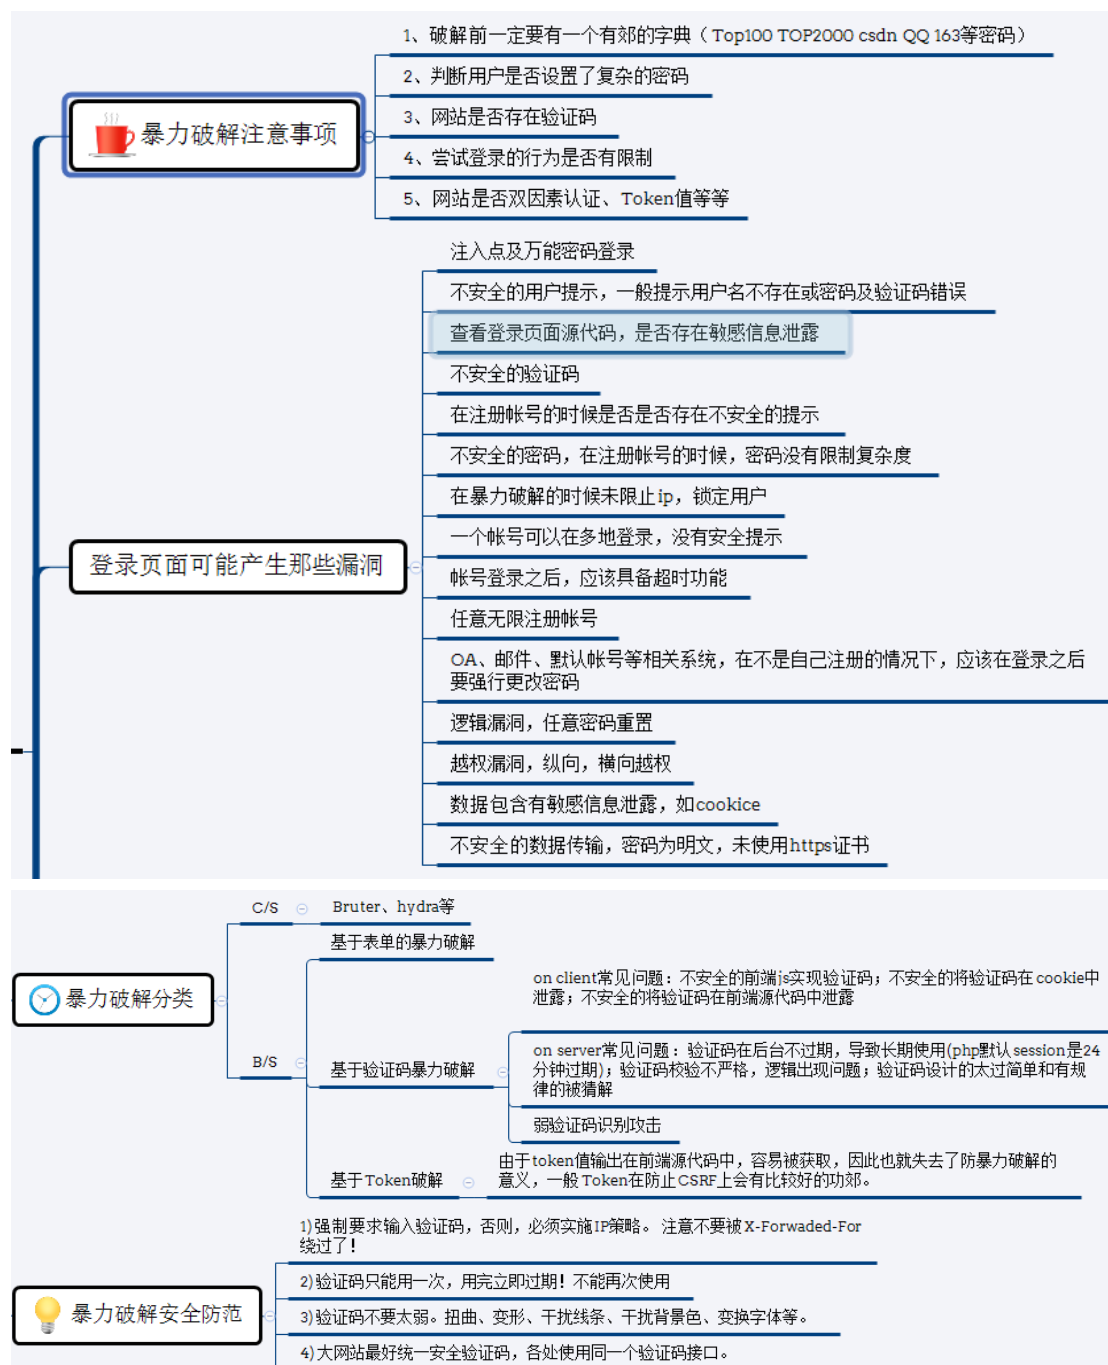 暴力破解注意事项
1、破解前一定要有一个有郊的字典（Top100 TOP2000 csdn QQ 163等密码）
2、判断用户是否设置了复杂的密码
3、网站是否存在验证码
4、尝试登录的行为是否有限制
5、网站是否双因素认证、Token值等等
登录页面可能产生那些漏洞
注入点及万能密码登录
不安全的用户提示，一般提示用户名不存在或密码及验证码错误
查看登录页面源代码，是否存在敏感信息泄露
不安全的验证码
在注册帐号的时候是否是否存在不安全的提示
不安全的密码，在注册帐号的时候，密码没有限制复杂度
在暴力破解的时候未限止ip，锁定用户
一个帐号可以在多地登录，没有安全提示
帐号登录之后，应该具备超时功能
任意无限注册帐号
OA、邮件、默认帐号等相关系统，在不是自己注册的情况下，应该在登录之后
要强行更改密码
逻辑漏洞，任意密码重置
越权漏洞，纵向，横向越权
数据包含有敏感信息泄露，如cookice
不安全的数据传输，密码为明文，未使用https证书
暴力破解分类
C/S
Bruter、hydra等
B/S
基于表单的暴力破解
基于验证码暴力破解
on client常见问题：不安全的前端js实现验证码；不安全的将验证码在cookie中
泄露；不安全的将验证码在前端源代码中泄露
on server常见问题：验证码在后台不过期，导致长期使用(php默认session是24
分钟过期)；验证码校验不严格，逻辑出现问题；验证码设计的太过简单和有规
律的被猜解
弱验证码识别攻击
基于Token破解
由于token值输出在前端源代码中，容易被获取，因此也就失去了防暴力破解的
意义，一般Token在防止CSRF上会有比较好的功郊。
暴力破解安全防范
1)强制要求输入验证码，否则，必须实施IP策略。 注意不要被X-Forwaded-For
绕过了！
2)验证码只能用一次，用完立即过期！不能再次使用
3)验证码不要太弱。扭曲、变形、干扰线条、干扰背景色、变换字体等。
4)大网站最好统一安全验证码，各处使用同一个验证码接口。